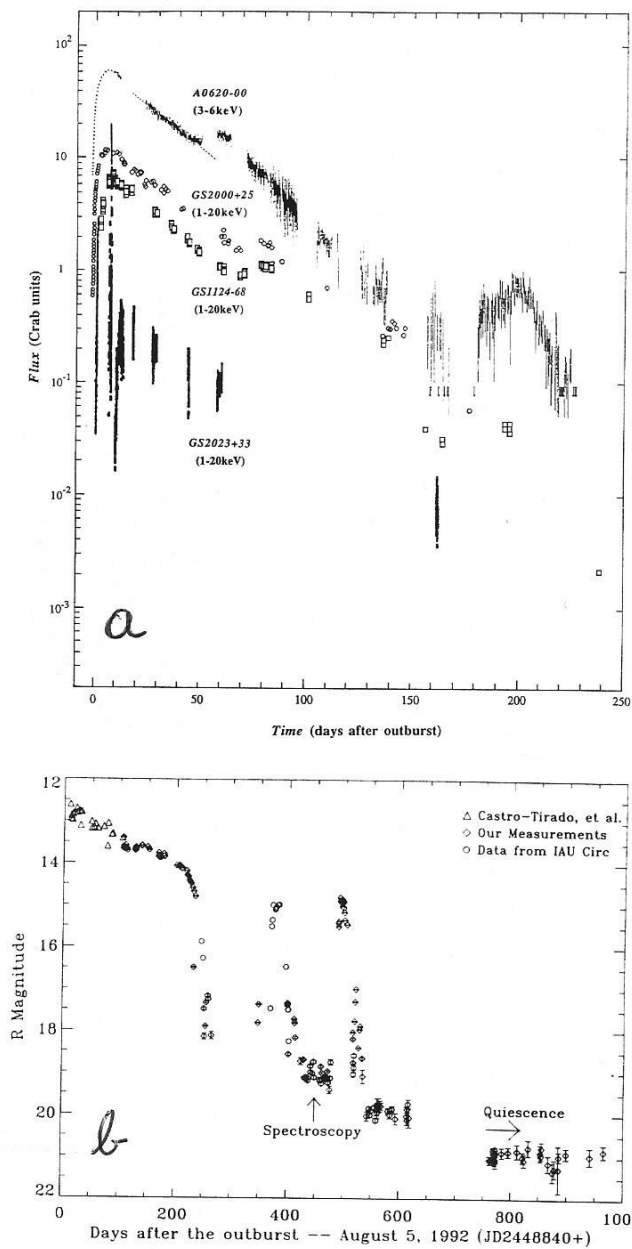 10²
10
1
10⁻¹
10⁻²
10⁻³
Flux (Crab units)
A0620-00
(3-6keV)
GS2000+25
(1-20keV)
GS1124-68
(1-20keV)
GS2023+33
(1-20keV)
a
0 50 100 150 200 250
Time (days after outburst)
12
14
16
18
20
22
R Magnitude
△ Castro-Tirado, et al.
◇ Our Measurements
○ Data from IAU Circ
Spectroscopy
Quiescence
b
0 200 400 600 800 100
Days after the outburst -- August 5, 1992 (JD2448840+)